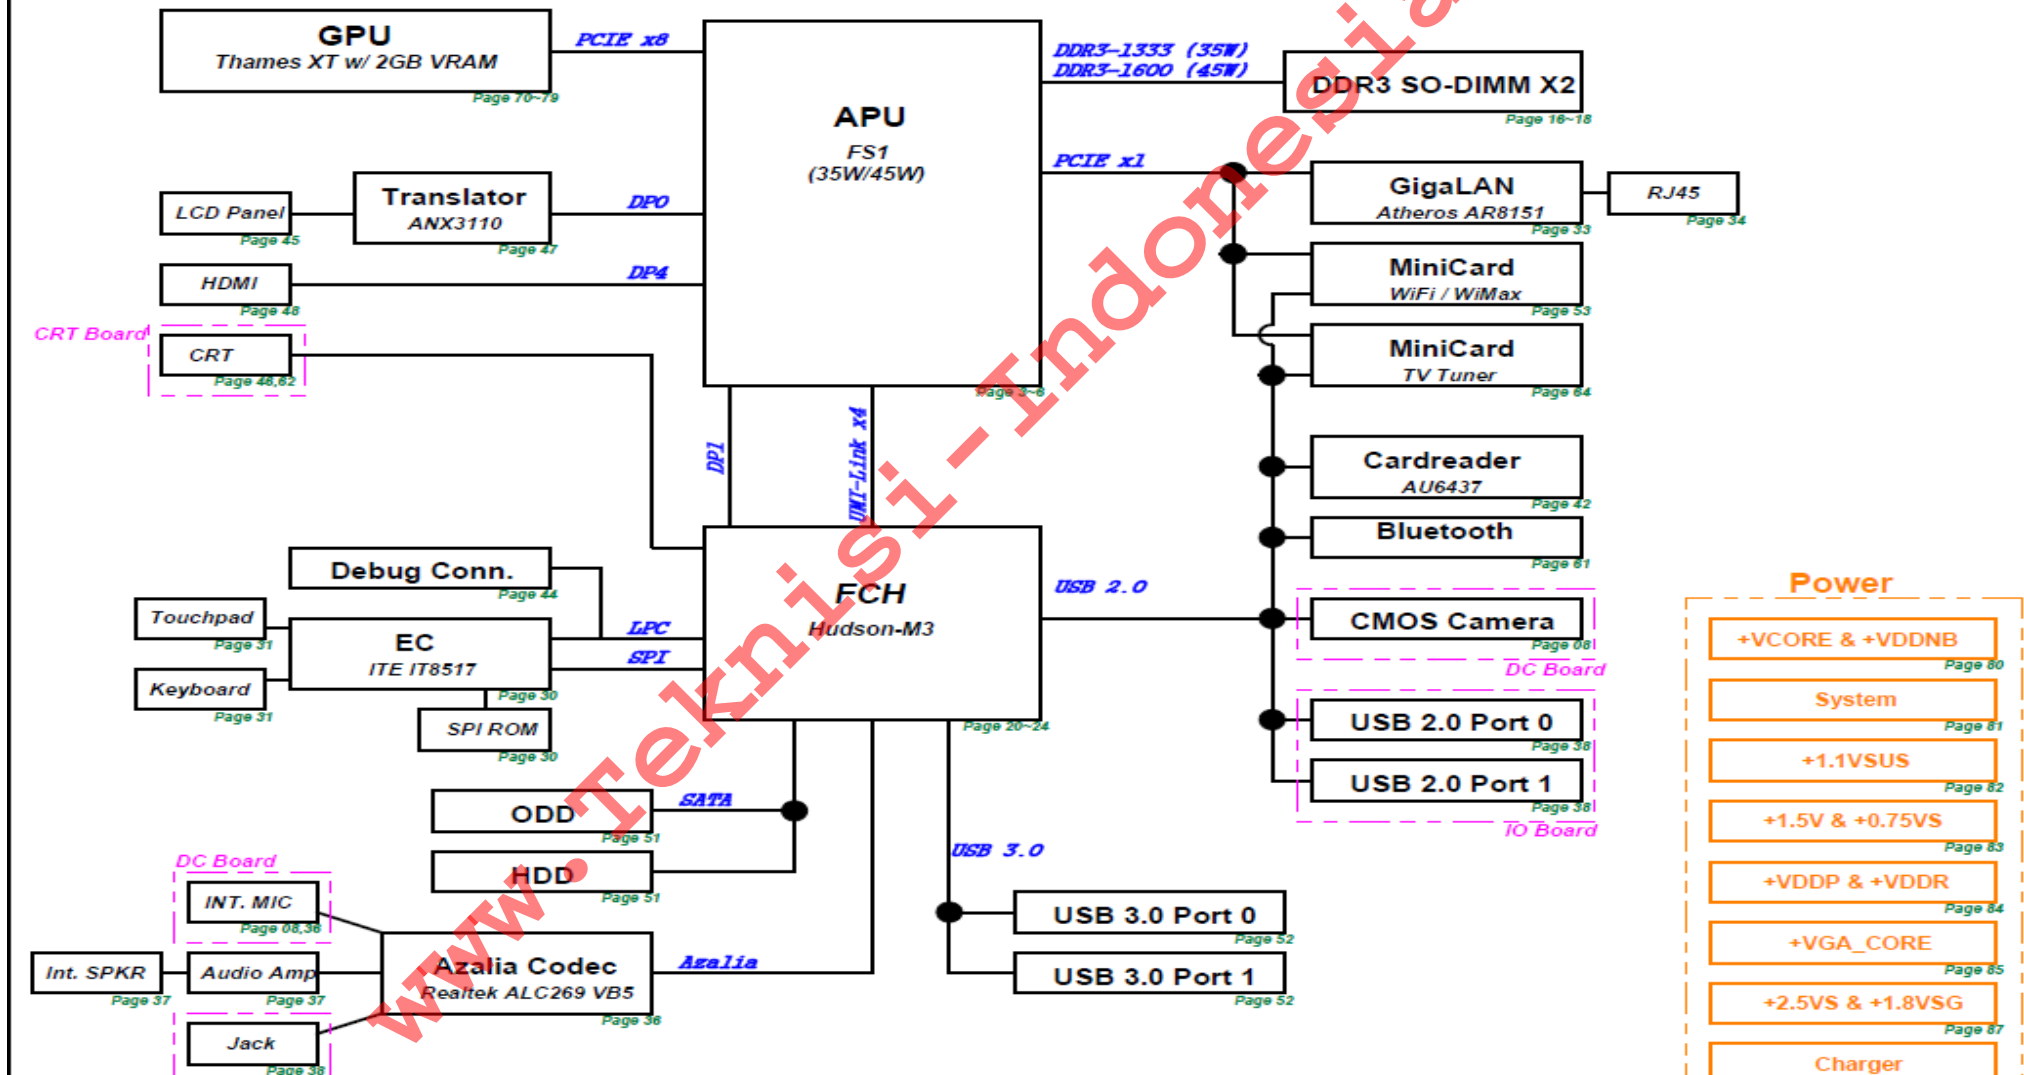 GPU
Thames XT w/ 2GB VRAM
Page 70~79
PCIE x8
APU
FS1
(35W/45W)
Page 3~6
DDR3-1333 (35W)
DDR3-1600 (45W)
DDR3 SO-DIMM X2
Page 16~18
PCIE x1
GigaLAN
Atheros AR8151
Page 33
RJ45
Page 34
LCD Panel
Page 45
Translator
ANX3110
Page 47
DP0
HDMI
Page 48
DP4
MiniCard
WiFi / WiMax
Page 53
CRT Board
CRT
Page 46,62
MiniCard
TV Tuner
Page 64
DP1
UMI-Link x4
Cardreader
AU6437
Page 42
Bluetooth
Page 61
Debug Conn.
Page 44
FCH
Hudson-M3
Page 20~24
USB 2.0
CMOS Camera
Page 08
DC Board
Touchpad
Page 31
Keyboard
Page 31
EC
ITE IT8517
Page 30
LPC
SPI
SPI ROM
Page 30
USB 2.0 Port 0
Page 38
USB 2.0 Port 1
Page 38
IO Board
ODD
Page 51
SATA
HDD
Page 51
USB 3.0
USB 3.0 Port 0
Page 52
USB 3.0 Port 1
Page 52
DC Board
INT. MIC
Page 08,36
Int. SPKR
Page 37
Audio Amp
Page 37
Azalia Codec
Realtek ALC269 VB5
Page 36
Azalia
Jack
Page 38
Power
+VCORE & +VDDNB
Page 80
System
Page 81
+1.1VSUS
Page 82
+1.5V & +0.75VS
Page 83
+VDDP & +VDDR
Page 84
+VGA_CORE
Page 85
+2.5VS & +1.8VSG
Page 87
Charger
www.Teknisi-Indonesia